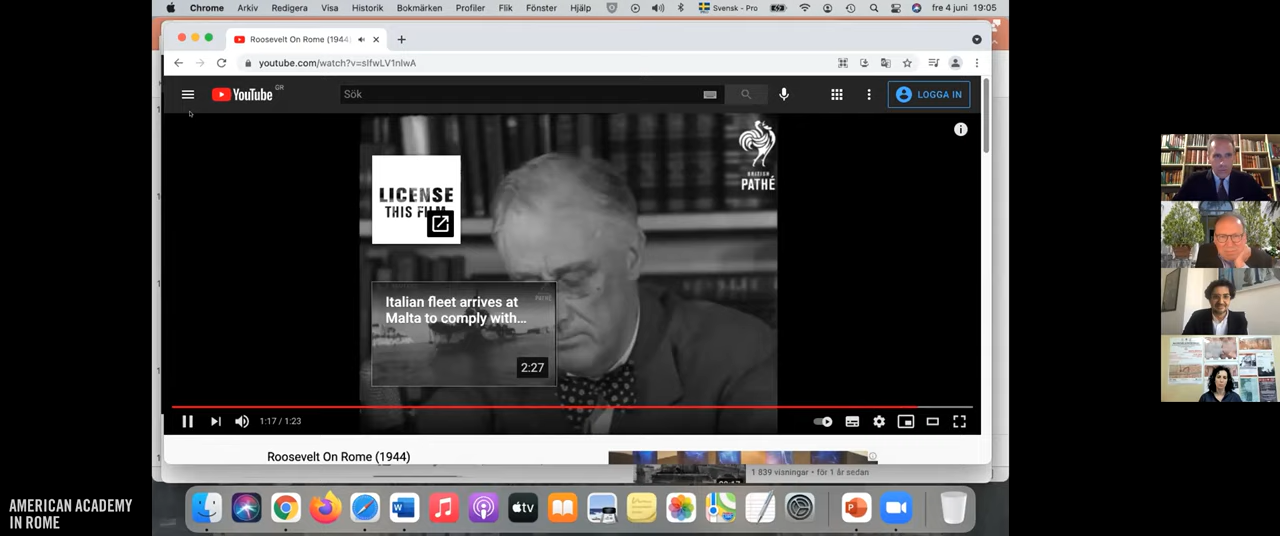 Chrome Arkiv Redigera Visa Historik Bokmärken Profiler Flik Fönster Hjälp Svensk - Pro fre 4 juni 19:05
Roosevelt On Rome (1944)
youtube.com/watch?v=sIfwLV1nlwA
YouTube GR
Sök
LOGGA IN
BRITISH
PATHÉ
LICENSE
THIS FILM
Italian fleet arrives at
Malta to comply with...
PATHÉ
2:27
1:17 / 1:23
Roosevelt On Rome (1944)
1 839 visningar • för 1 år sedan
AMERICAN ACADEMY
IN ROME
tv